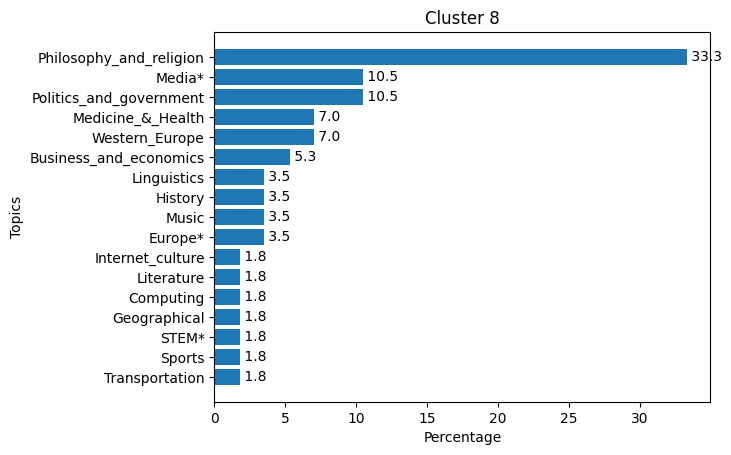 Cluster 8
Topics
Philosophy_and_religion 33.3
Media* 10.5
Politics_and_government 10.5
Medicine_&_Health 7.0
Western_Europe 7.0
Business_and_economics 5.3
Linguistics 3.5
History 3.5
Music 3.5
Europe* 3.5
Internet_culture 1.8
Literature 1.8
Computing 1.8
Geographical 1.8
STEM* 1.8
Sports 1.8
Transportation 1.8
0 5 10 15 20 25 30
Percentage